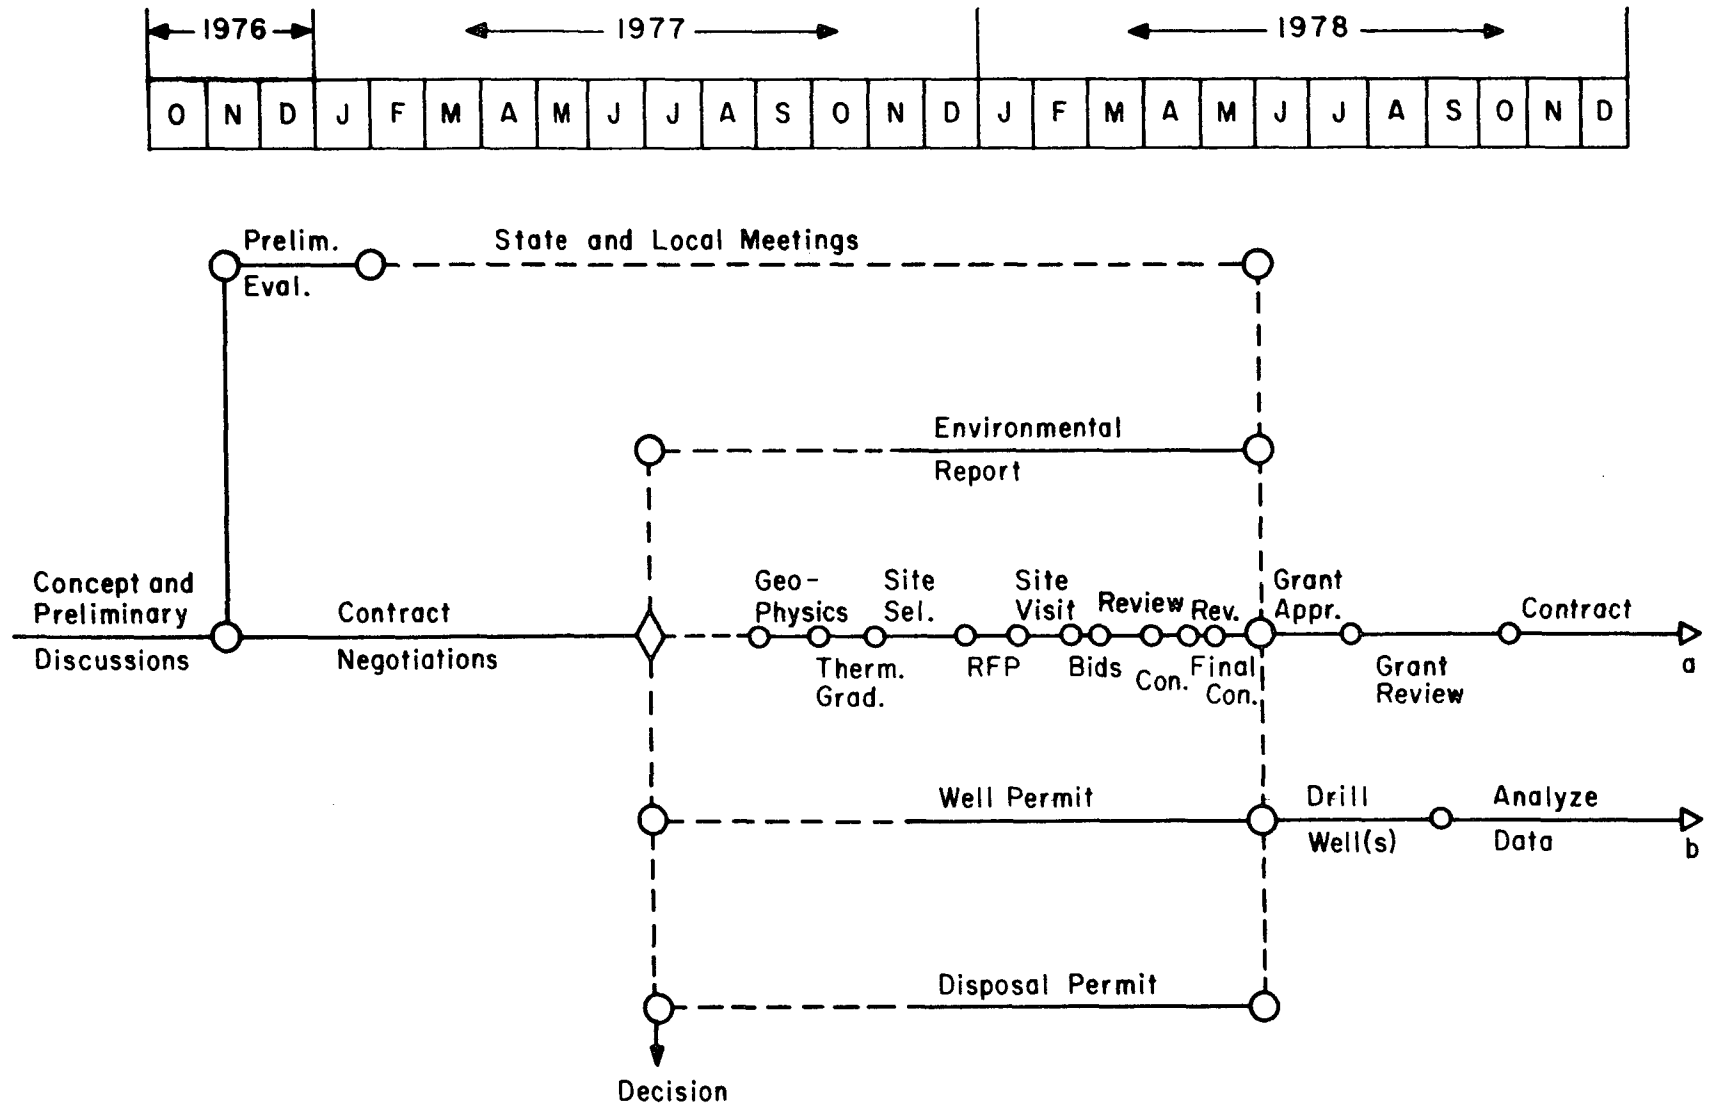 1976 1977 1978
O N D J F M A M J J A S O N D J F M A M J J A S O N D
Prelim.
Eval.
State and Local Meetings
Environmental
Report
Concept and
Preliminary
Discussions
Contract
Negotiations
Geo-
Physics
Therm.
Grad.
Site
Sel.
RFP
Site
Visit
Bids
Review
Con.
Rev.
Final
Con.
Grant
Appr.
Grant
Review
Contract
a
Well Permit
Drill
Well(s)
Analyze
Data
b
Disposal Permit
Decision